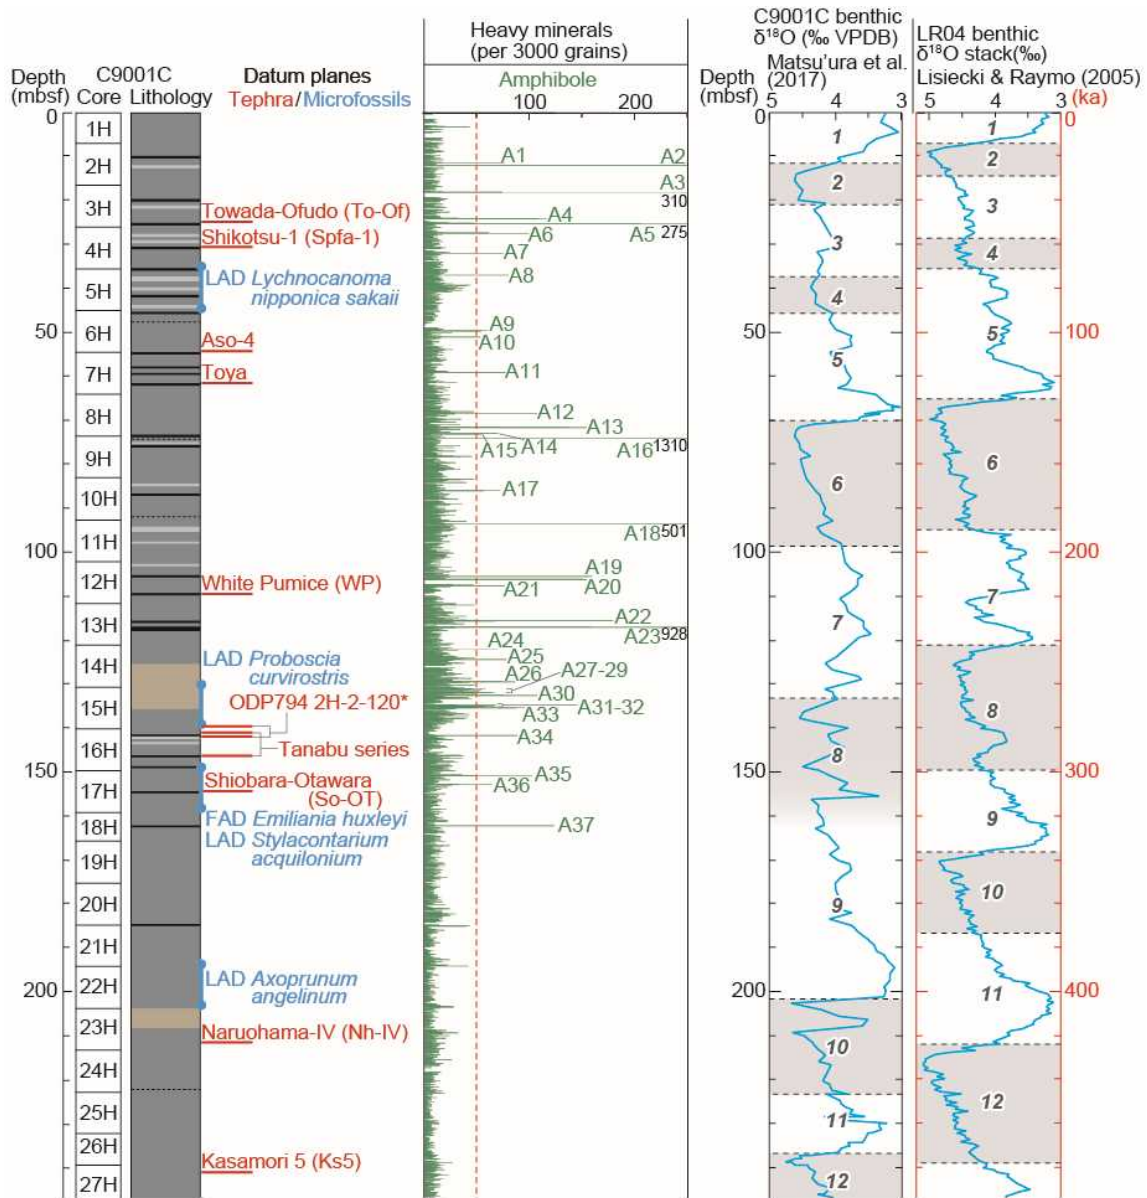 Depth
(mbsf)
C9001C
Core Lithology
Datum planes
Tephra/Microfossils
Heavy minerals
(per 3000 grains)
Amphibole
100 200
Depth
(mbsf)
C9001C benthic
δ¹⁸O (‰ VPDB)
Matsu'ura et al.
(2017)
5 4 3
LR04 benthic
δ¹⁸O stack(‰)
Lisiecki & Raymo (2005)
5 4 3 (ka)
0
50
100
150
200
1H
2H
3H
4H
5H
6H
7H
8H
9H
10H
11H
12H
13H
14H
15H
16H
17H
18H
19H
20H
21H
22H
23H
24H
25H
26H
27H
Towada-Ofudo (To-Of)
Shikotsu-1 (Spfa-1)
LAD Lychnocanoma
nipponica sakaii
Aso-4
Toya
White Pumice (WP)
LAD Proboscia
curvirostris
ODP794 2H-2-120*
Tanabu series
Shiobara-Otawara
(So-OT)
FAD Emiliania huxleyi
LAD Stylacontarium
acquilonium
LAD Axoprunum
angelinum
Naruohama-IV (Nh-IV)
Kasamori 5 (Ks5)
A1 A2
A3
310
A4
A6 A5 275
A7
A8
A9
A10
A11
A12
A13
A15 A14 A16 1310
A17
A18 501
A19
A21 A20
A22
A24 A23 928
A25
A26 A27-29
A30
A33 A31-32
A34
A35
A36
A37
0
50
100
150
200
1
2
3
4
5
6
7
8
9
10
11
12
1
2
3
4
5
6
7
8
9
10
11
12
0
100
200
300
400